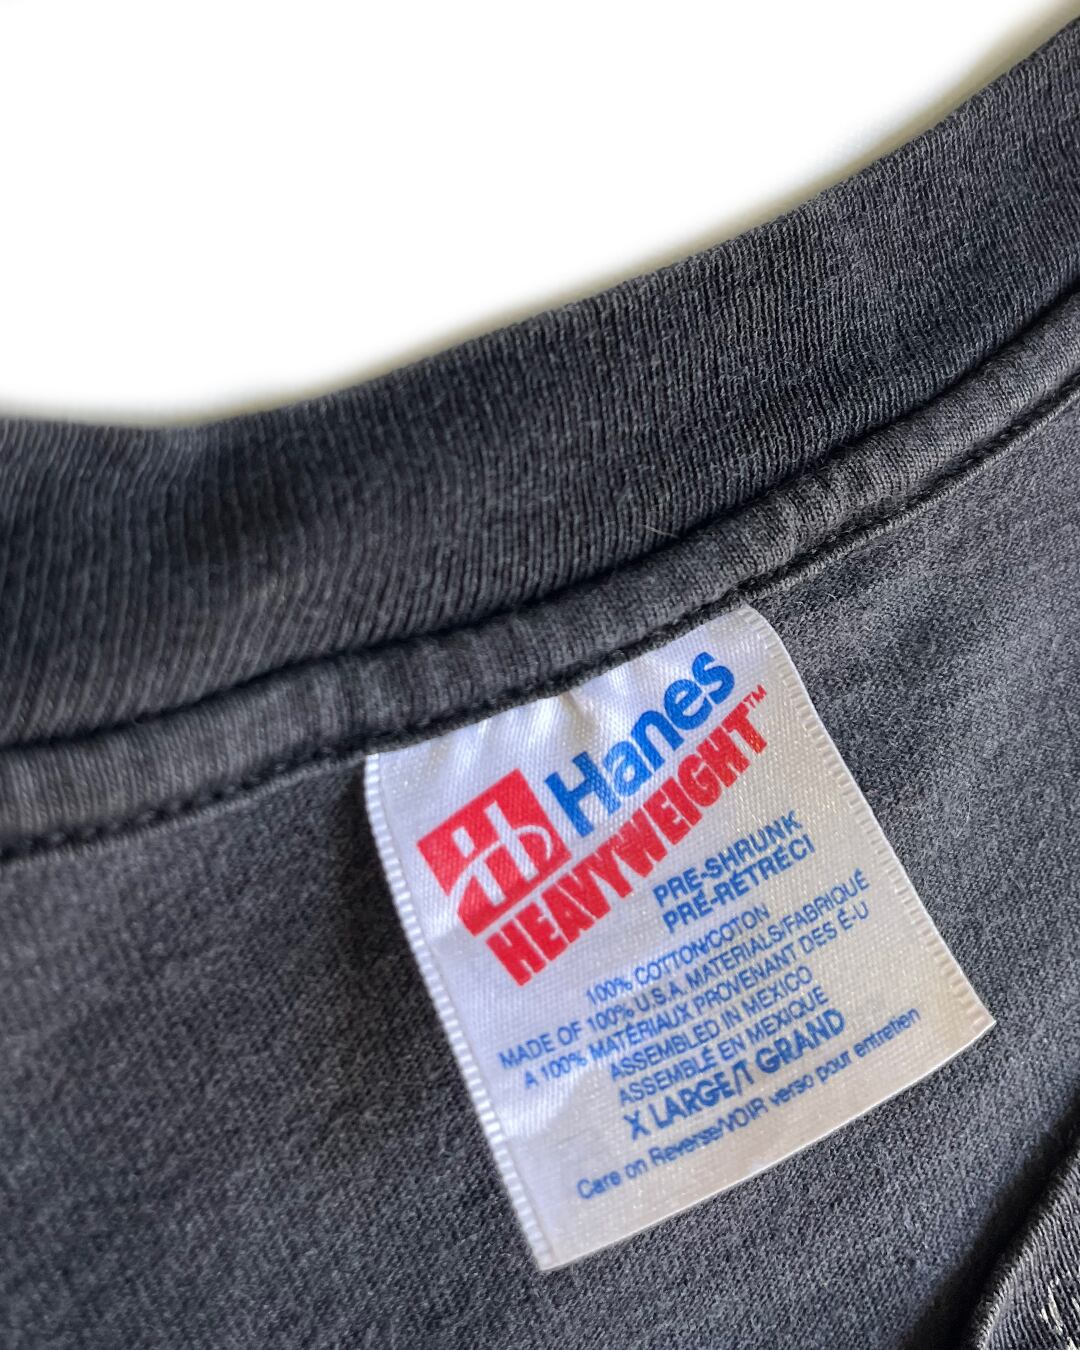 Hanes
HEAVYWEIGHT™
PRE-SHRUNK
PRÉ-RÉTRÉCI
100% COTTON/COTON
MADE OF 100% U.S.A. MATERIALS/FABRIQUÉ
A 100% MATÉRIAUX PROVENANT DES É-U
ASSEMBLED IN MEXICO
ASSEMBLÉ EN MEXIQUE
X LARGE/T GRAND
Care on Reverse/VOIR verso pour entretien